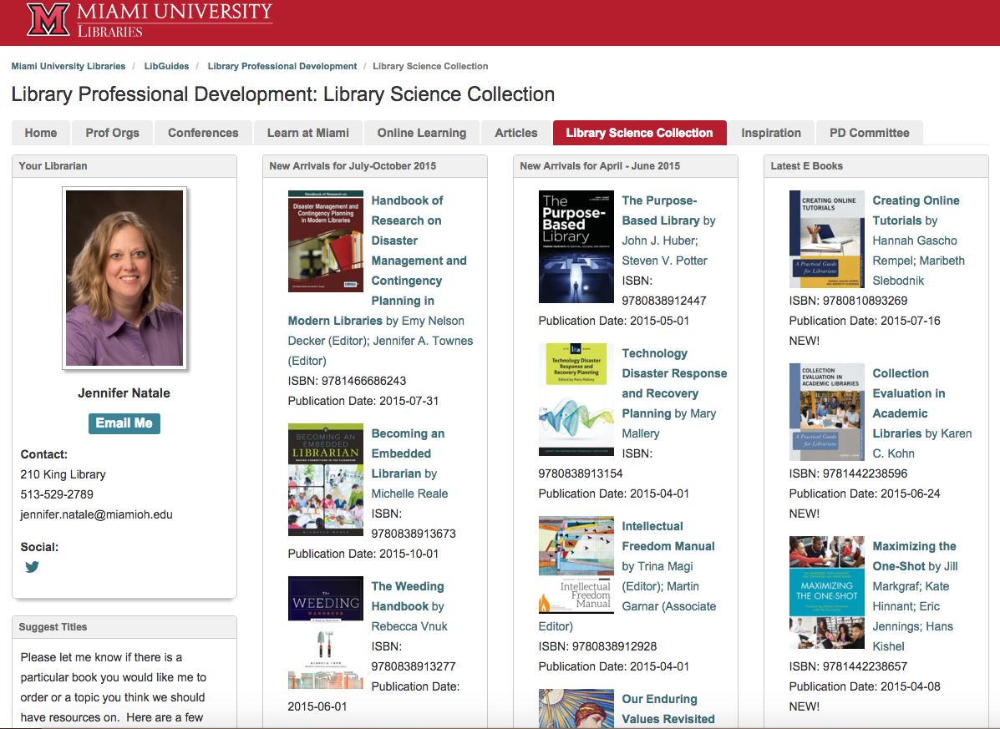 MIAMI UNIVERSITY
LIBRARIES
Miami University Libraries / LibGuides / Library Professional Development / Library Science Collection
Library Professional Development: Library Science Collection
Home Prof Orgs Conferences Learn at Miami Online Learning Articles Library Science Collection Inspiration PD Committee
Your Librarian
Jennifer Natale
Email Me
Contact:
210 King Library
513-529-2789
jennifer.natale@miamioh.edu
Social:
Suggest Titles
Please let me know if there is a
particular book you would like me to
order or a topic you think we should
have resources on. Here are a few
New Arrivals for July-October 2015
Handbook of Research on
Disaster Management and
Contingency Planning
in Modern Libraries
Handbook of
Research on
Disaster
Management and
Contingency
Planning in
Modern Libraries by Emy Nelson
Decker (Editor); Jennifer A. Townes
(Editor)
ISBN: 9781466686243
Publication Date: 2015-07-31
BECOMING AN
EMBEDDED
LIBRARIAN
MAKING CONNECTIONS IN THE CLASSROOM
MICHELLE REALE
Becoming an
Embedded
Librarian by
Michelle Reale
ISBN:
9780838913673
Publication Date: 2015-10-01
The
WEEDING
HANDBOOK
The Weeding
Handbook by
Rebecca Vnuk
ISBN:
9780838913277
Publication Date:
2015-06-01
New Arrivals for April - June 2015
The
Purpose-
Based
Library
FINDING YOUR PATH TO SURVIVAL, SUCCESS, AND GROWTH
The Purpose-
Based Library by
John J. Huber;
Steven V. Potter
ISBN:
9780838912447
Publication Date: 2015-05-01
lita
Technology Disaster
Response and
Recovery Planning
Edited by Mary Mallery
Technology
Disaster Response
and Recovery
Planning by Mary
Mallery
ISBN:
9780838913154
Publication Date: 2015-04-01
Intellectual
Freedom
Manual
Intellectual
Freedom Manual
by Trina Magi
(Editor); Martin
Garnar (Associate
Editor)
ISBN: 9780838912928
Publication Date: 2015-04-01
Our Enduring
Values Revisited
Latest E Books
CREATING ONLINE
TUTORIALS
A Practical Guide
for Librarians
Creating Online
Tutorials by
Hannah Gascho
Rempel; Maribeth
Slebodnik
ISBN: 9780810893269
Publication Date: 2015-07-16
NEW!
COLLECTION
EVALUATION IN
ACADEMIC LIBRARIES
A Practical Guide
for Librarians
Collection
Evaluation in
Academic
Libraries by Karen
C. Kohn
ISBN: 9781442238596
Publication Date: 2015-06-24
NEW!
MAXIMIZING
THE ONE-SHOT
Maximizing the
One-Shot by Jill
Markgraf; Kate
Hinnant; Eric
Jennings; Hans
Kishel
ISBN: 9781442238657
Publication Date: 2015-04-08
NEW!